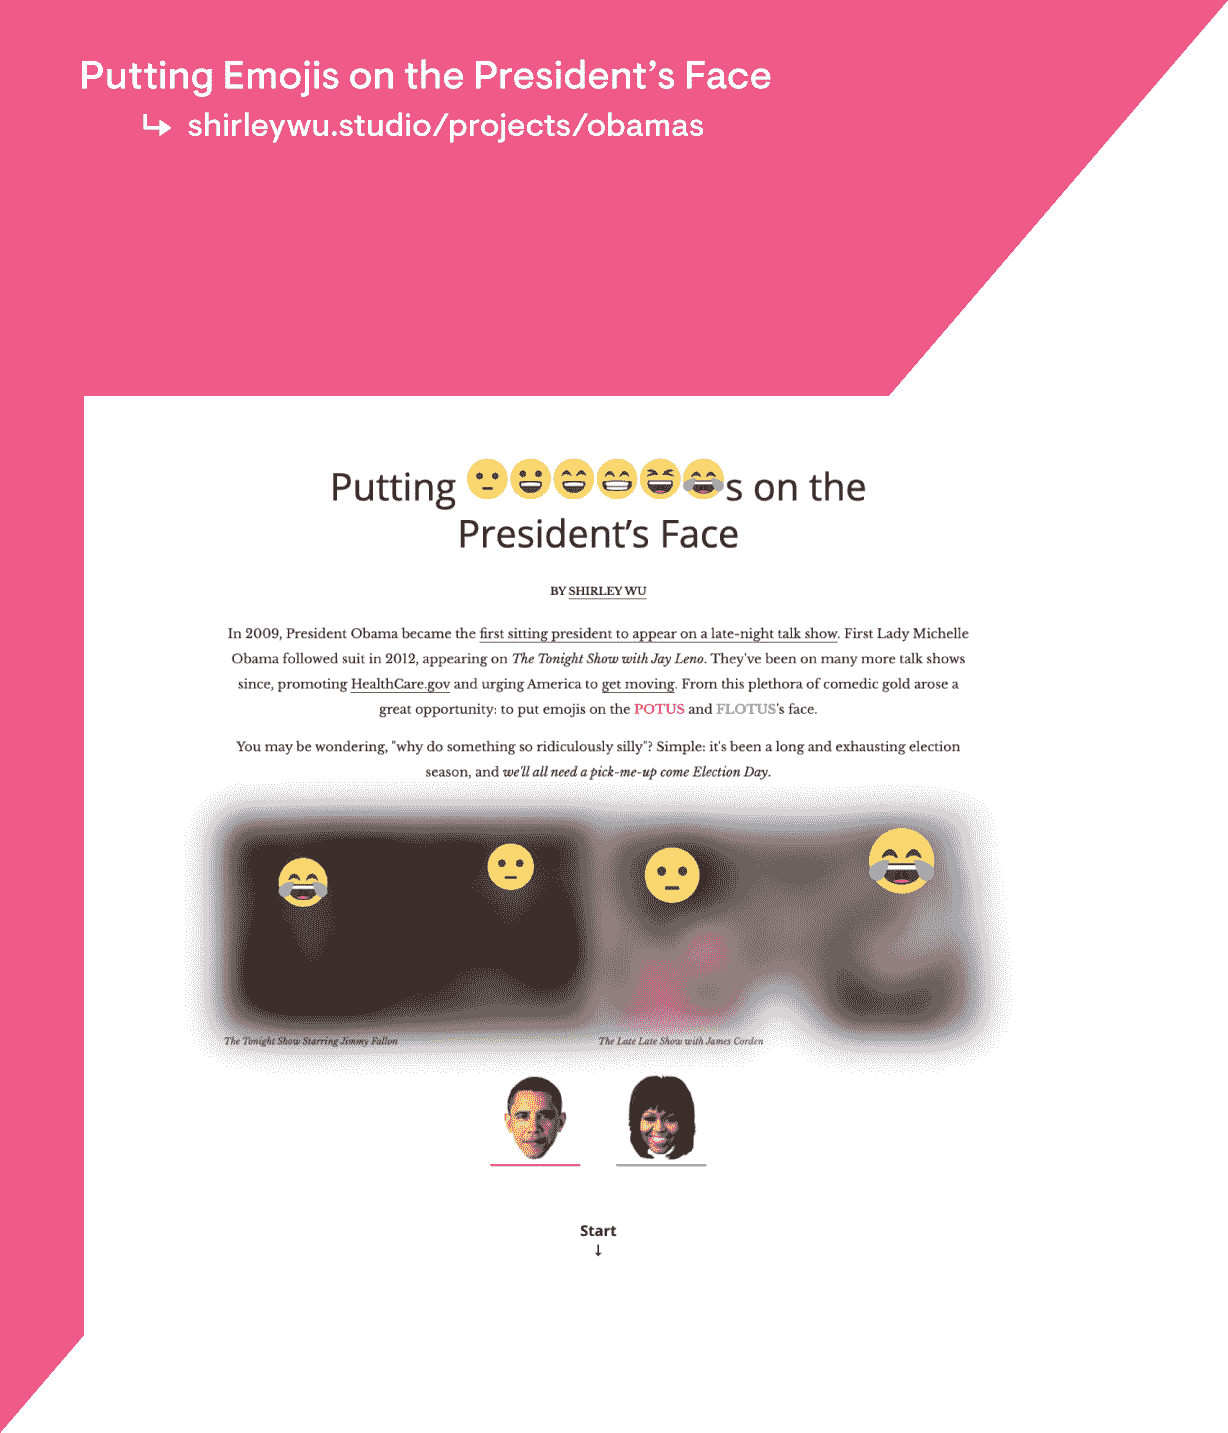 Putting Emojis on the President's Face
↳ shirleywu.studio/projects/obamas
Putting 😐😀😄😁😆😂s on the
President's Face
BY SHIRLEY WU
In 2009, President Obama became the first sitting president to appear on a late-night talk show. First Lady Michelle
Obama followed suit in 2012, appearing on The Tonight Show with Jay Leno. They've been on many more talk shows
since, promoting HealthCare.gov and urging America to get moving. From this plethora of comedic gold arose a
great opportunity: to put emojis on the POTUS and FLOTUS's face.
You may be wondering, "why do something so ridiculously silly"? Simple: it's been a long and exhausting election
season, and we'll all need a pick-me-up come Election Day.
The Tonight Show Starring Jimmy Fallon
The Late Late Show with James Corden
Start
↓